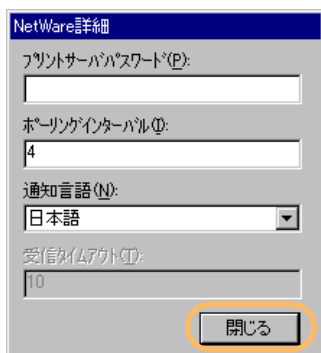 NetWare詳細
プリントサーバパスワード(P):
ポーリングインターバル(I):
4
通知言語(N):
日本語
受信タイムアウト(T):
10
閉じる